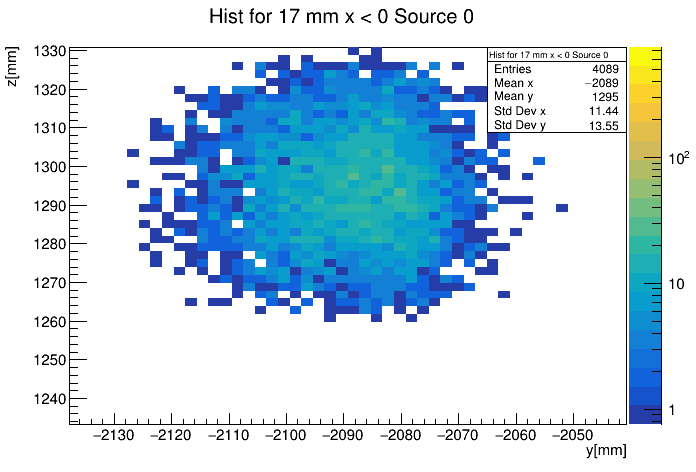 Hist for 17 mm x < 0 Source 0
z[mm]
1330
1320
1310
1300
1290
1280
1270
1260
1250
1240
Hist for 17 mm x < 0 Source 0
Entries 4089
Mean x −2089
Mean y 1295
Std Dev x 11.44
Std Dev y 13.55
10²
10
1
−2130 −2120 −2110 −2100 −2090 −2080 −2070 −2060 −2050
y[mm]